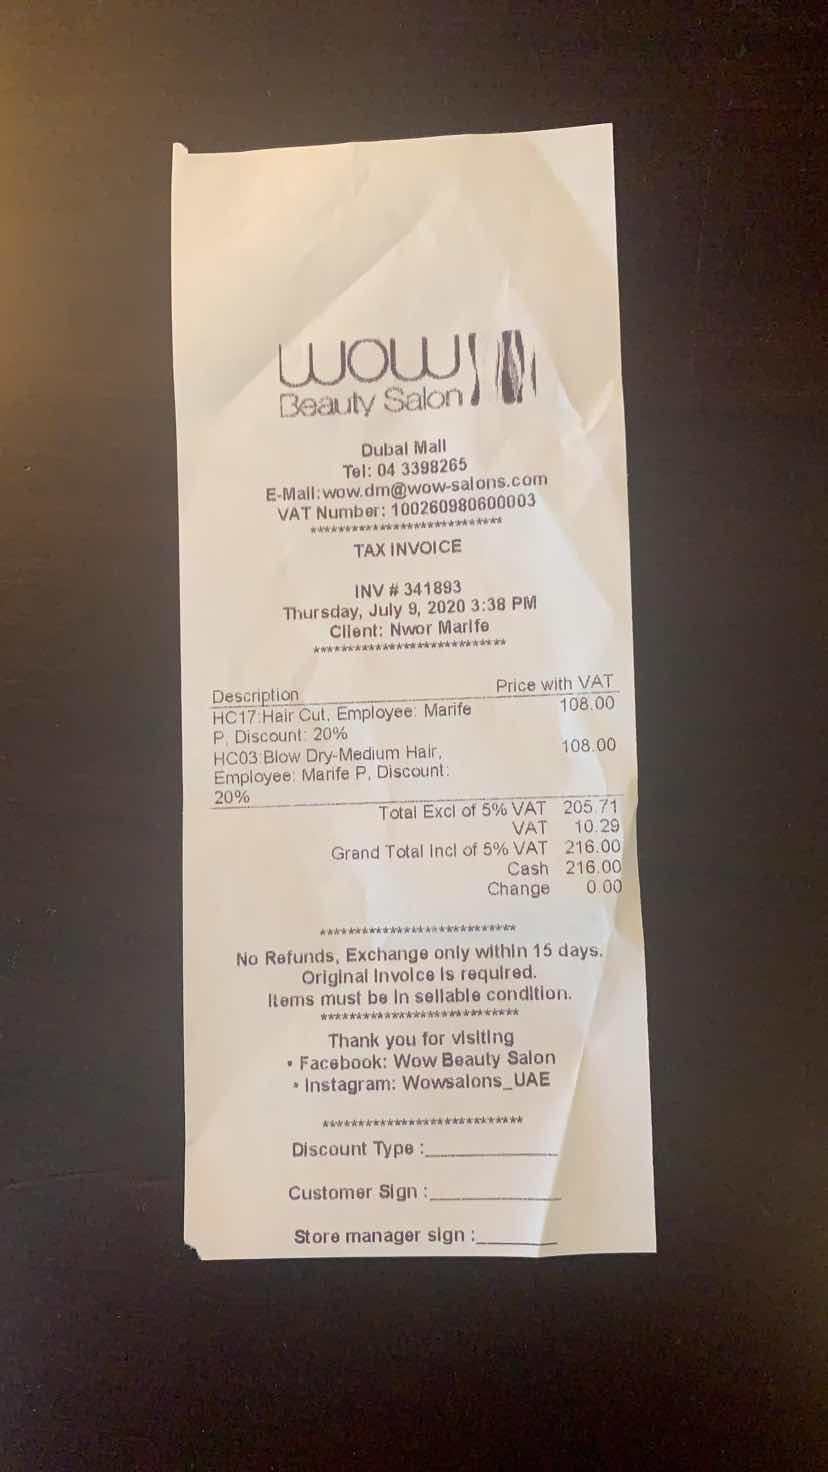 wow
Beauty Salon
Dubai Mall
Tel: 04 3398265
E-Mail:wow.dm@wow-salons.com
VAT Number: 100260980600003
***************************
TAX INVOICE
INV # 341893
Thursday, July 9, 2020 3:38 PM
Client: Nwor Marife
***************************
Description Price with VAT
HC17:Hair Cut, Employee: Marife 108.00
P, Discount: 20%
HC03:Blow Dry-Medium Hair, 108.00
Employee: Marife P, Discount:
20%
Total Excl of 5% VAT 205.71
VAT 10.29
Grand Total Incl of 5% VAT 216.00
Cash 216.00
Change 0.00
***************************
No Refunds, Exchange only within 15 days.
Original Invoice is required.
Items must be in sellable condition.
***************************
Thank you for visiting
• Facebook: Wow Beauty Salon
• Instagram: Wowsalons_UAE
***************************
Discount Type :____________
Customer Sign :____________
Store manager sign :_______